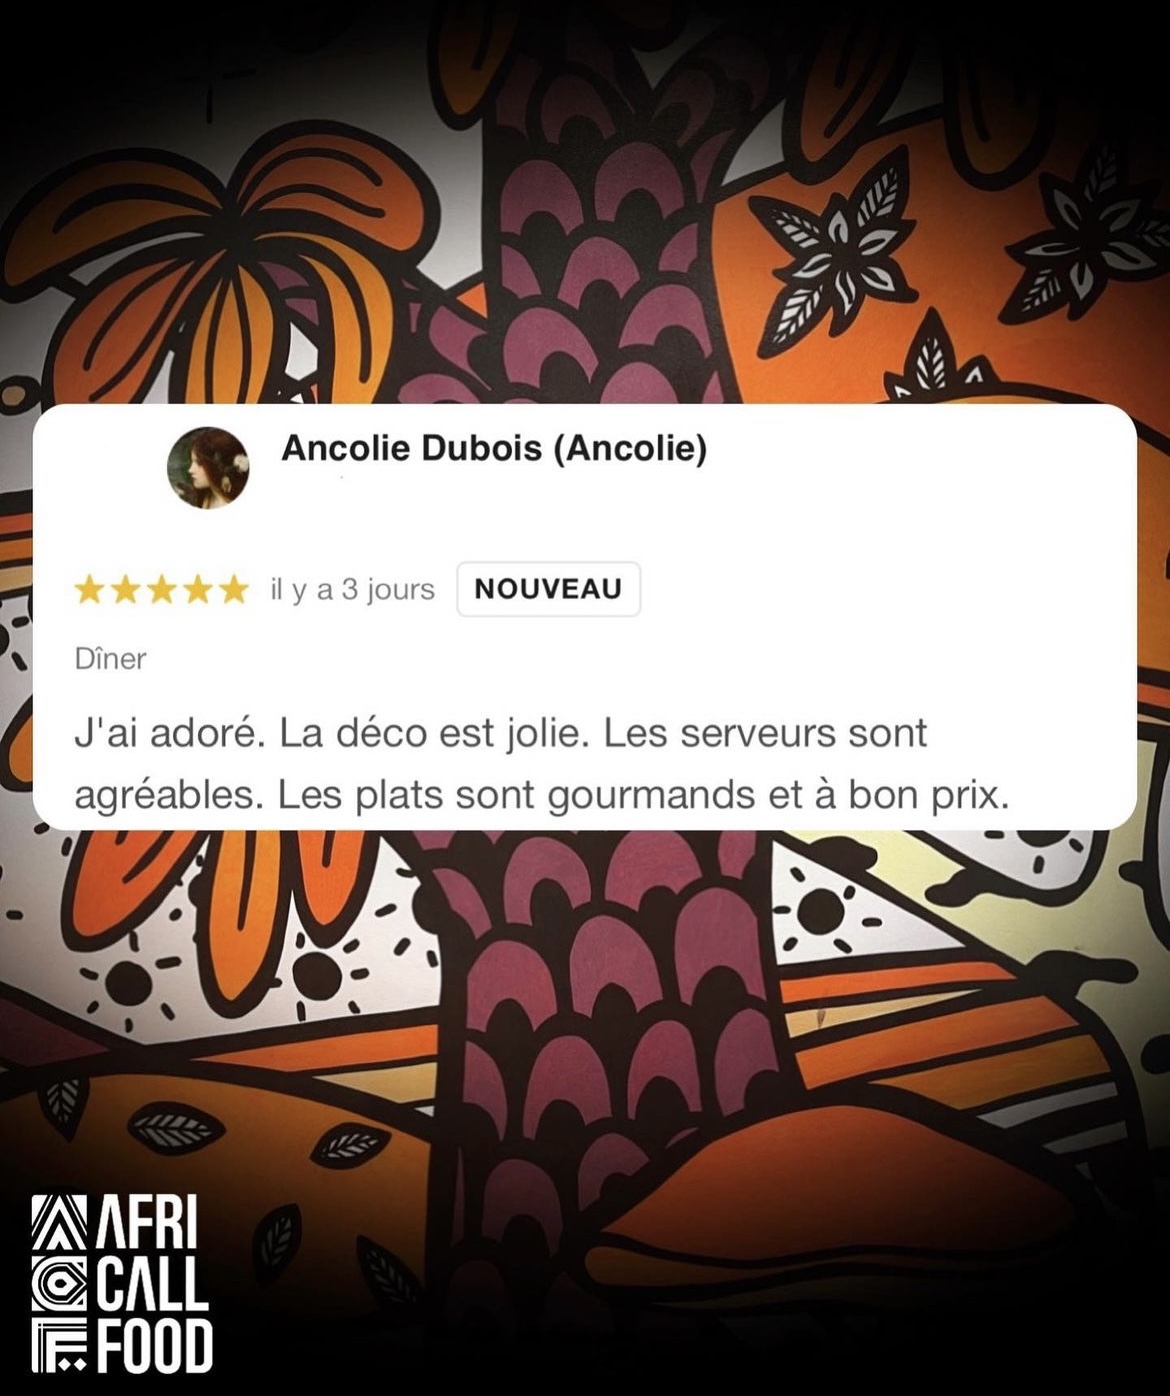 Ancolie Dubois (Ancolie)
il y a 3 jours NOUVEAU
Dîner
J'ai adoré. La déco est jolie. Les serveurs sont
agréables. Les plats sont gourmands et à bon prix.
AFRI
CALL
FOOD